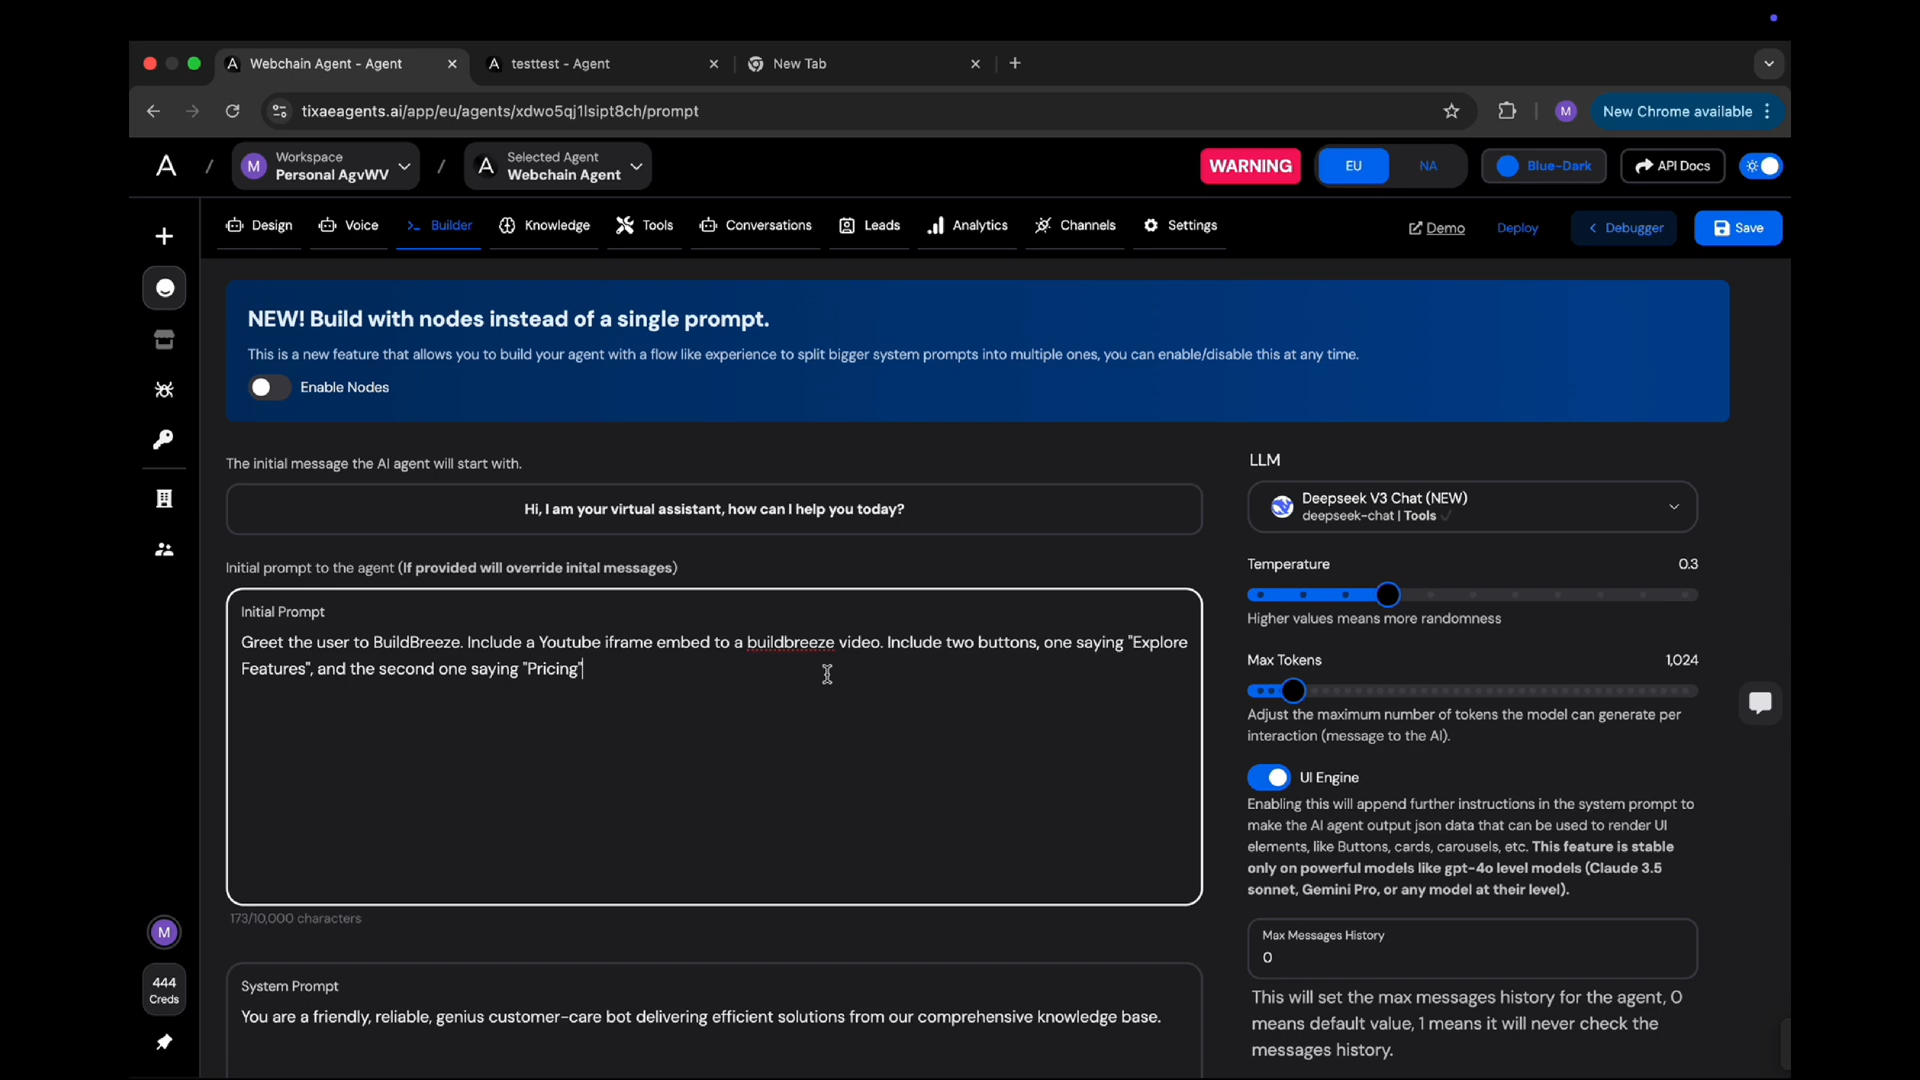 Webchain Agent - Agent
testtest - Agent
New Tab
tixaeagents.ai/app/eu/agents/xdwo5qj1lsipt8ch/prompt
M
New Chrome available
A
/
M
Workspace
Personal AgvWV
/
A
Selected Agent
Webchain Agent
WARNING
EU
NA
Blue-Dark
API Docs
Design
Voice
Builder
Knowledge
Tools
Conversations
Leads
Analytics
Channels
Settings
Demo
Deploy
Debugger
Save
NEW! Build with nodes instead of a single prompt.
This is a new feature that allows you to build your agent with a flow like experience to split bigger system prompts into multiple ones, you can enable/disable this at any time.
Enable Nodes
The initial message the AI agent will start with.
Hi, I am your virtual assistant, how can I help you today?
Initial prompt to the agent (If provided will override inital messages)
Initial Prompt
Greet the user to BuildBreeze. Include a Youtube iframe embed to a buildbreeze video. Include two buttons, one saying "Explore
Features", and the second one saying "Pricing"
173/10,000 characters
System Prompt
You are a friendly, reliable, genius customer-care bot delivering efficient solutions from our comprehensive knowledge base.
LLM
Deepseek V3 Chat (NEW)
deepseek-chat | Tools ✓
Temperature
0.3
Higher values means more randomness
Max Tokens
1,024
Adjust the maximum number of tokens the model can generate per
interaction (message to the AI).
UI Engine
Enabling this will append further instructions in the system prompt to
make the AI agent output json data that can be used to render UI
elements, like Buttons, cards, carousels, etc. This feature is stable
only on powerful models like gpt-4o level models (Claude 3.5
sonnet, Gemini Pro, or any model at their level).
Max Messages History
0
This will set the max messages history for the agent, 0
means default value, 1 means it will never check the
messages history.
M
444
Creds